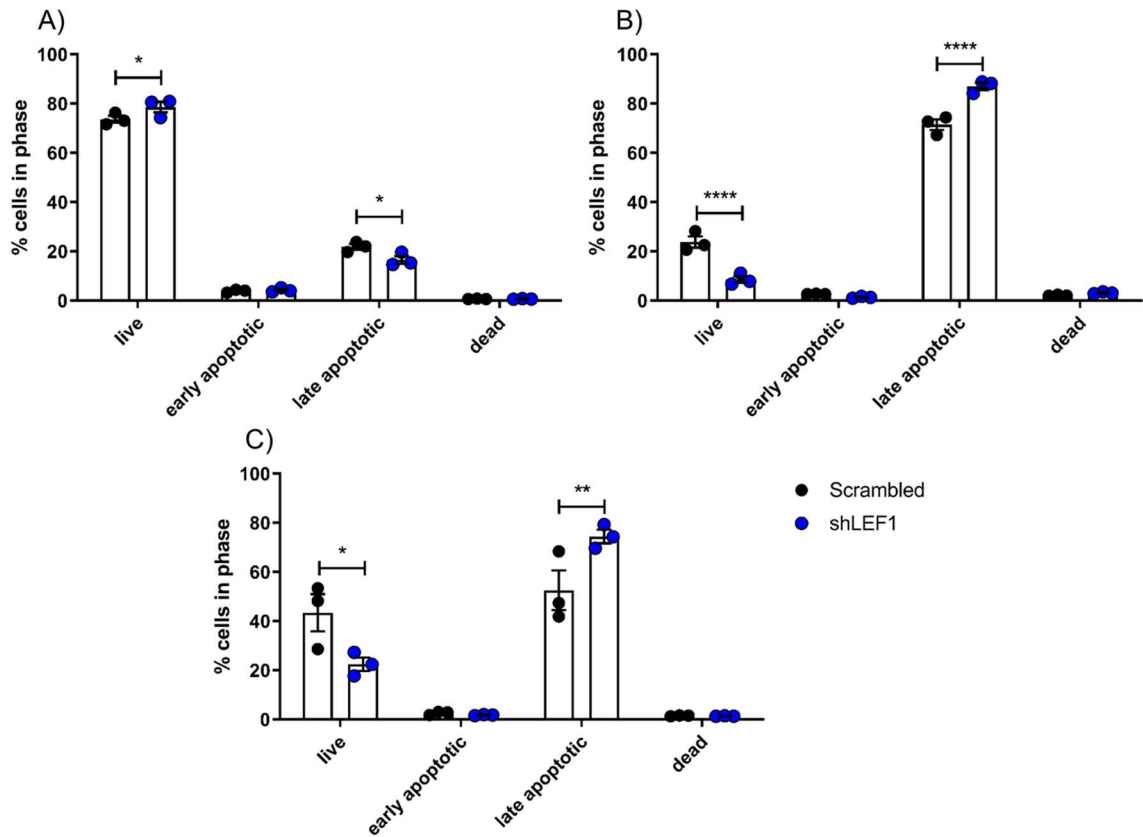 A)
% cells in phase
100
80
60
40
20
0
*
*
live
early apoptotic
late apoptotic
dead
B)
% cells in phase
100
80
60
40
20
0
****
****
live
early apoptotic
late apoptotic
dead
C)
% cells in phase
100
80
60
40
20
0
*
**
live
early apoptotic
late apoptotic
dead
Scrambled
shLEF1